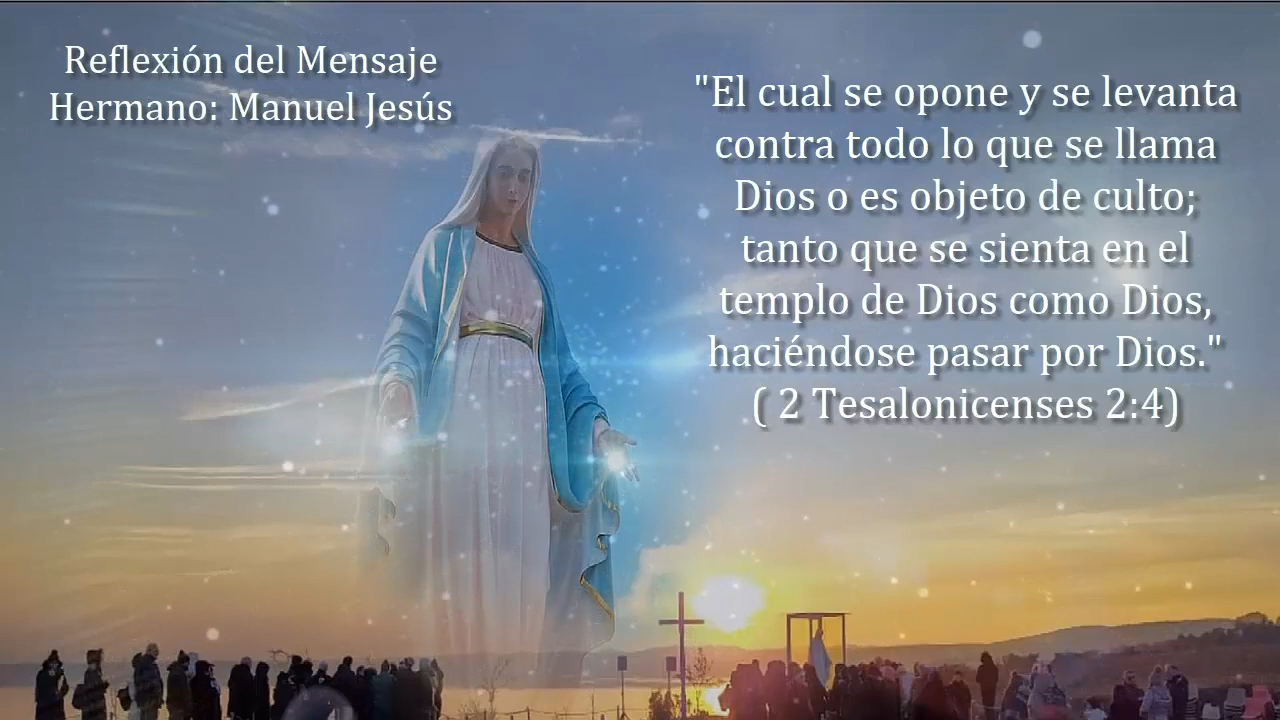 Reflexión del Mensaje
Hermano: Manuel Jesús
"El cual se opone y se levanta
contra todo lo que se llama
Dios o es objeto de culto;
tanto que se sienta en el
templo de Dios como Dios,
haciéndose pasar por Dios."
( 2 Tesalonicenses 2:4)